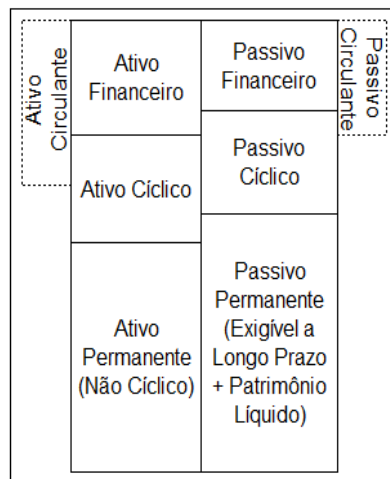 Ativo
Circulante
Ativo
Financeiro
Passivo
Financeiro
Passivo
Circulante
Ativo Cíclico
Passivo
Cíclico
Ativo
Permanente
(Não Cíclico)
Passivo
Permanente
(Exigível a
Longo Prazo
+ Patrimônio
Líquido)